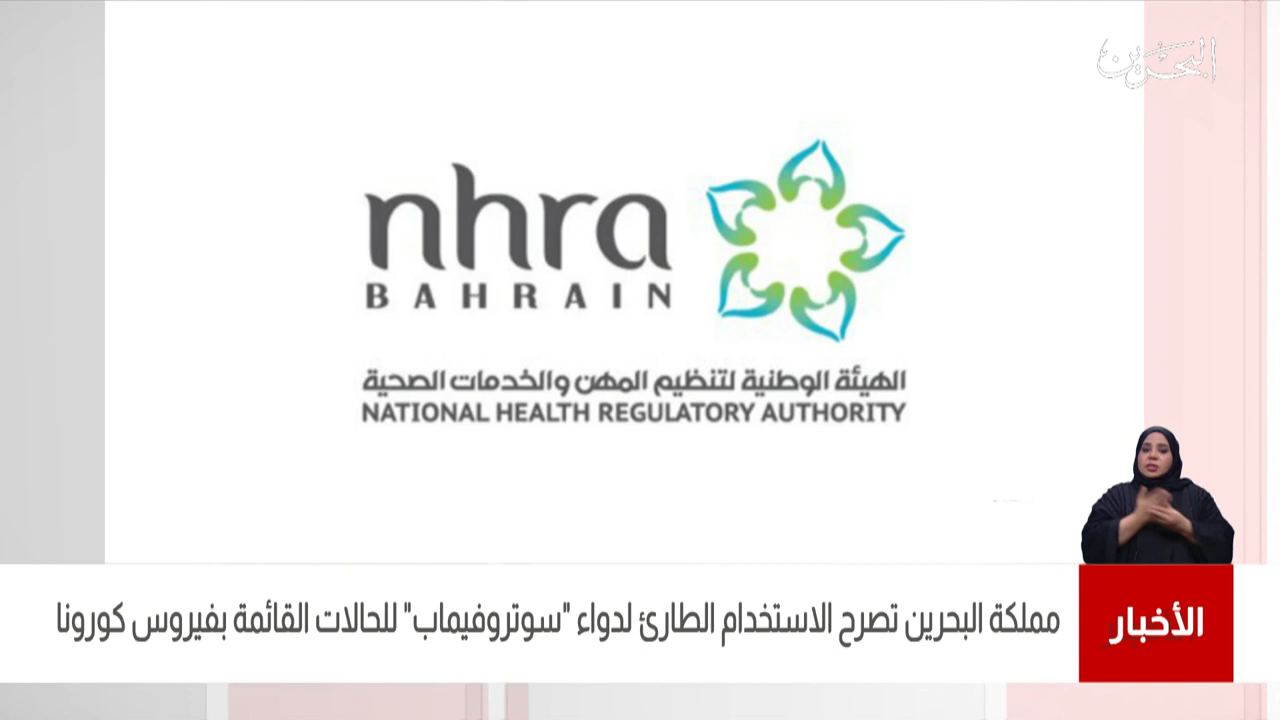 البحرين
nhra
BAHRAIN
الهيئة الوطنية لتنظيم المهن والخدمات الصحية
NATIONAL HEALTH REGULATORY AUTHORITY
الأخبار
مملكة البحرين تصرح الاستخدام الطارئ لدواء "سوتروفيماب" للحالات القائمة بفيروس كورونا